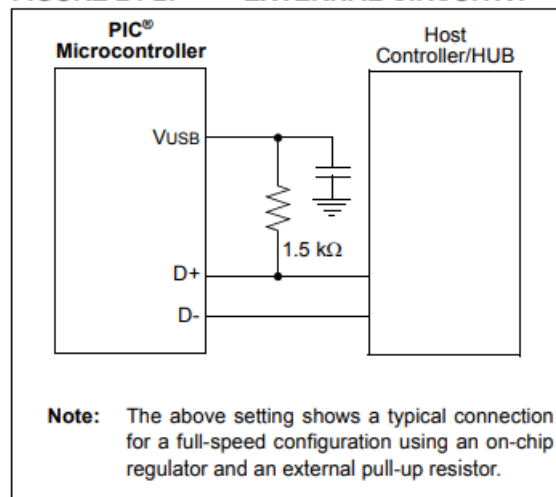 PIC®
Microcontroller
Host
Controller/HUB
VUSB
1.5 kΩ
D+
D-
Note: The above setting shows a typical connection
for a full-speed configuration using an on-chip
regulator and an external pull-up resistor.